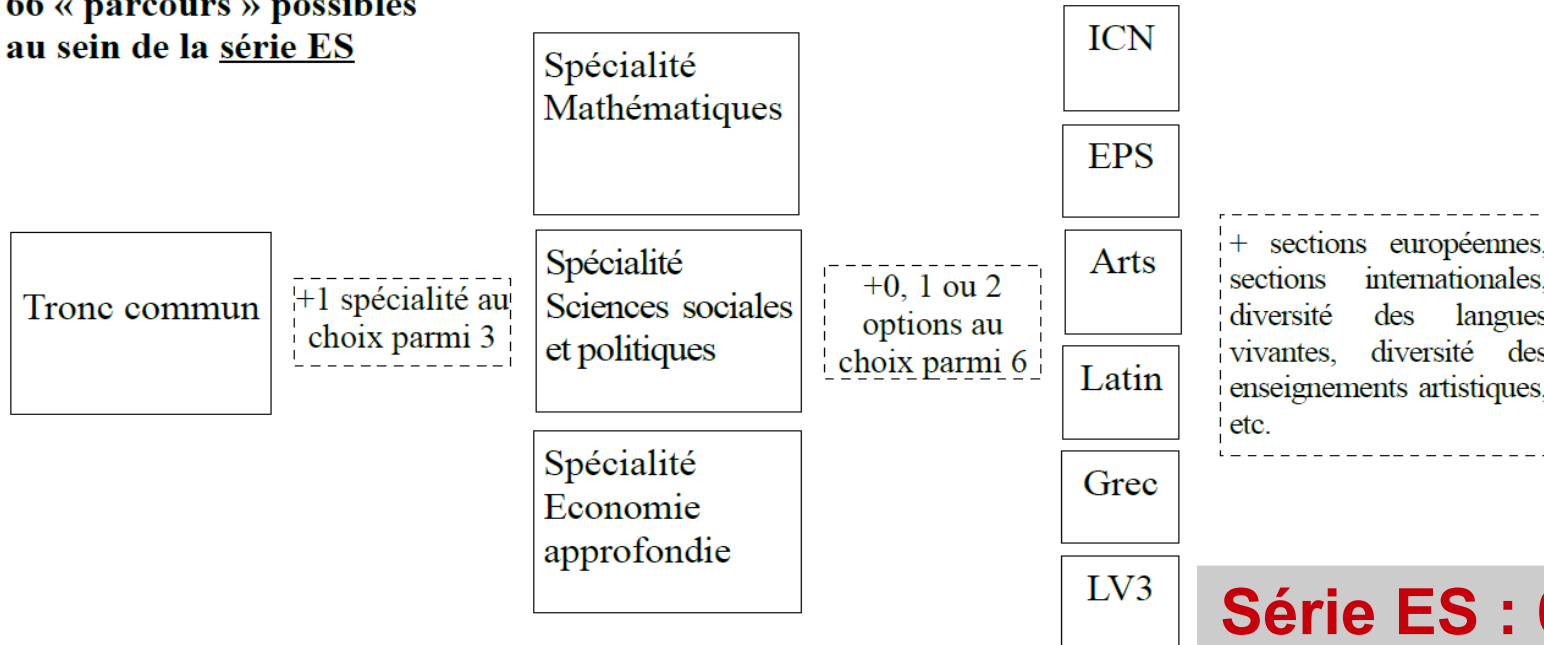 66 « parcours » possibles
au sein de la série ES
Tronc commun
+1 spécialité au
choix parmi 3
Spécialité
Mathématiques
Spécialité
Sciences sociales
et politiques
Spécialité
Economie
approfondie
+0, 1 ou 2
options au
choix parmi 6
ICN
EPS
Arts
Latin
Grec
LV3
+ sections européennes,
sections internationales,
diversité des langues
vivantes, diversité des
enseignements artistiques,
etc.
Série ES :